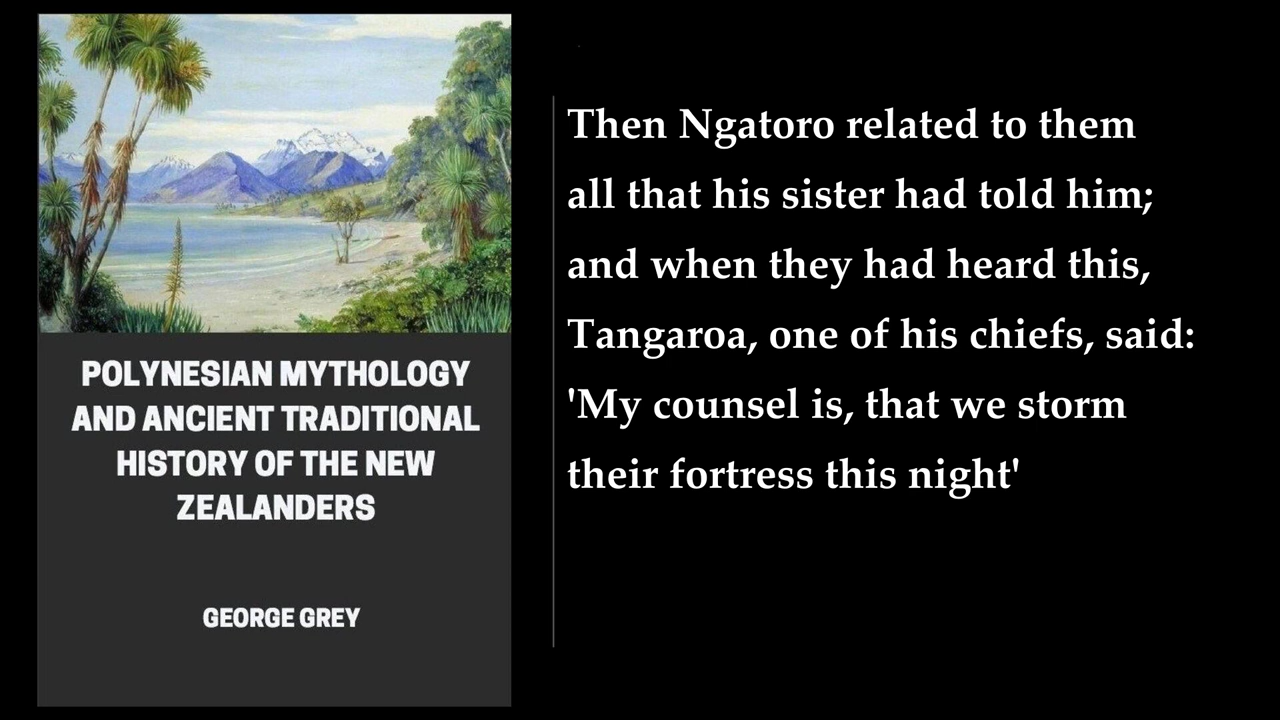 POLYNESIAN MYTHOLOGY
AND ANCIENT TRADITIONAL
HISTORY OF THE NEW
ZEALANDERS
GEORGE GREY
Then Ngatoro related to them
all that his sister had told him;
and when they had heard this,
Tangaroa, one of his chiefs, said:
'My counsel is, that we storm
their fortress this night'